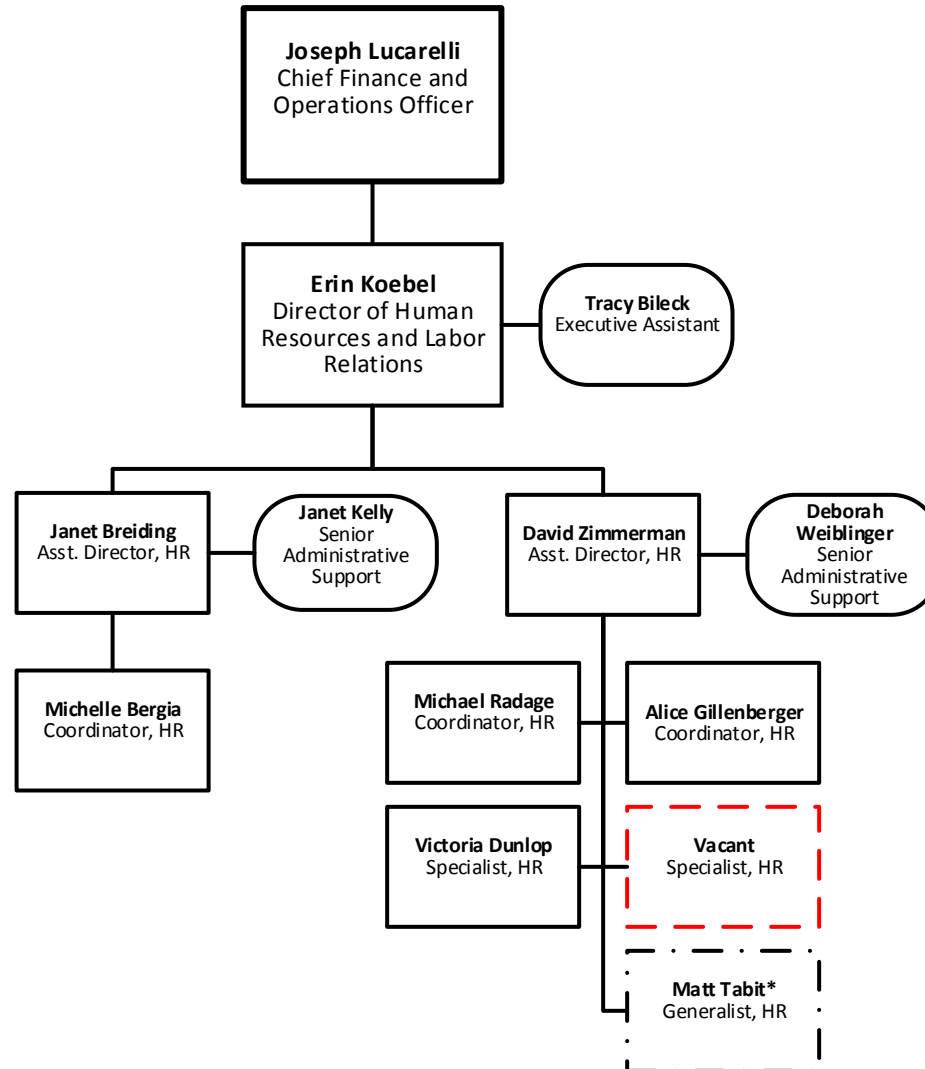 Joseph Lucarelli
Chief Finance and
Operations Officer
Erin Koebel
Director of Human
Resources and Labor
Relations
Tracy Bileck
Executive Assistant
Janet Breiding
Asst. Director, HR
Janet Kelly
Senior
Administrative
Support
David Zimmerman
Asst. Director, HR
Deborah
Weiblinger
Senior
Administrative
Support
Michelle Bergia
Coordinator, HR
Michael Radage
Coordinator, HR
Alice Gillenberger
Coordinator, HR
Victoria Dunlop
Specialist, HR
Vacant
Specialist, HR
Matt Tabit*
Generalist, HR